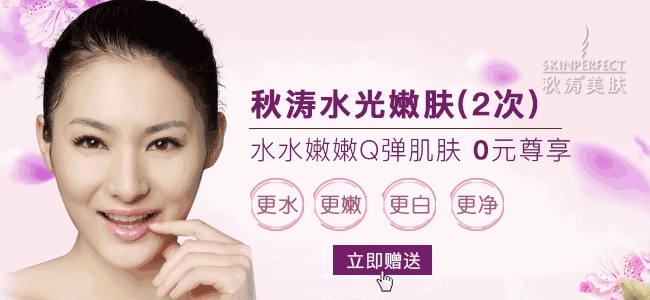 SKINPERFECT
秋涛美肤
秋涛水光嫩肤(2次)
水水嫩嫩Q弹肌肤 0元尊享
更水 更嫩 更白 更净
立即赠送